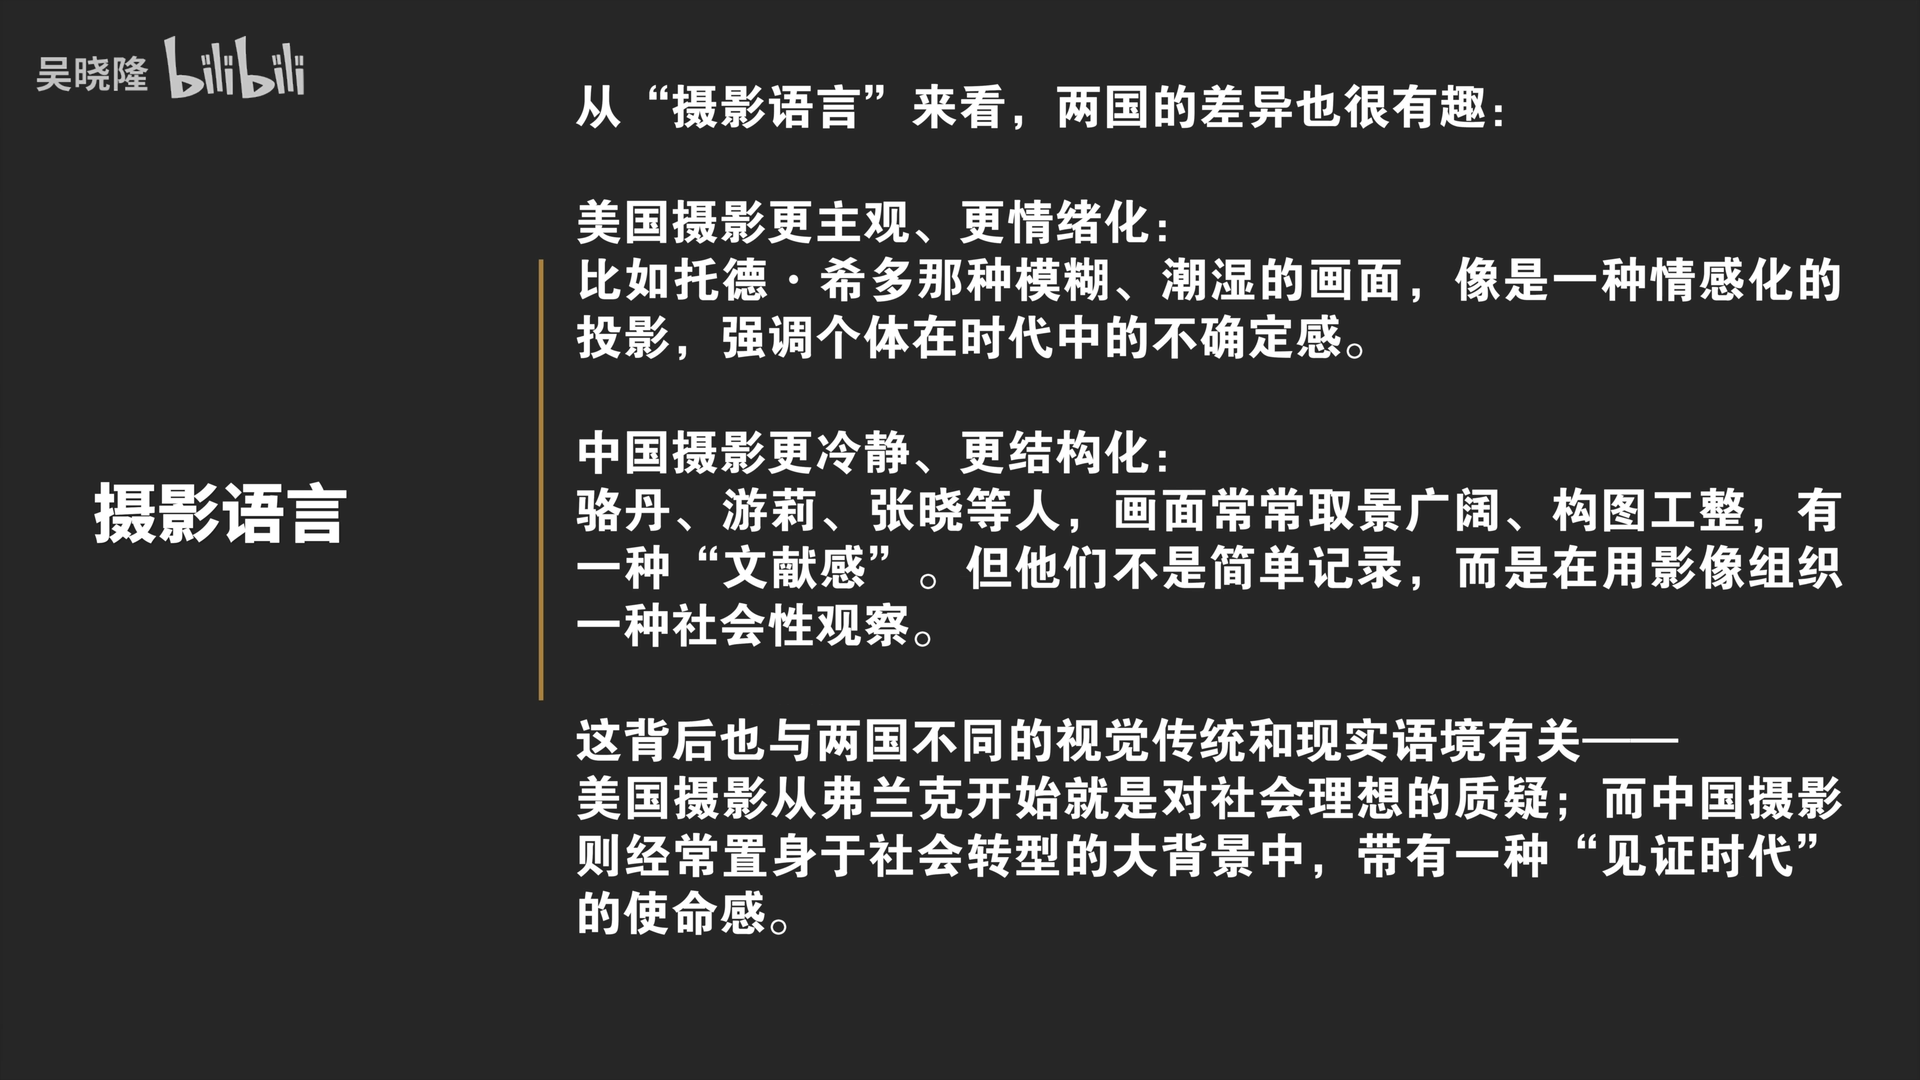 吴晓隆 bilibili
从“摄影语言”来看，两国的差异也很有趣：
美国摄影更主观、更情绪化：
比如托德·希多那种模糊、潮湿的画面，像是一种情感化的
投影，强调个体在时代中的不确定感。
中国摄影更冷静、更结构化：
骆丹、游莉、张晓等人，画面常常取景广阔、构图工整，有
一种“文献感”。但他们不是简单记录，而是在用影像组织
一种社会性观察。
摄影语言
这背后也与两国不同的视觉传统和现实语境有关——
美国摄影从弗兰克开始就是对社会理想的质疑；而中国摄影
则经常置身于社会转型的大背景中，带有一种“见证时代”
的使命感。